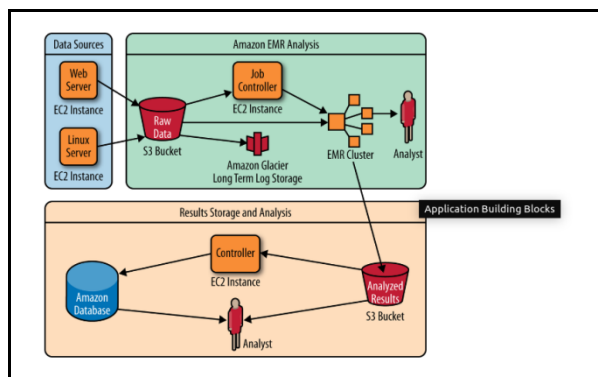 Data Sources
Web
Server
EC2 Instance
Linux
Server
EC2 Instance
Amazon EMR Analysis
Job
Controller
EC2 Instance
Raw
Data
S3 Bucket
Amazon Glacier
Long Term Log Storage
EMR Cluster
Analyst
Application Building Blocks
Results Storage and Analysis
Controller
EC2 Instance
Amazon
Database
Analyst
Analyzed
Results
S3 Bucket